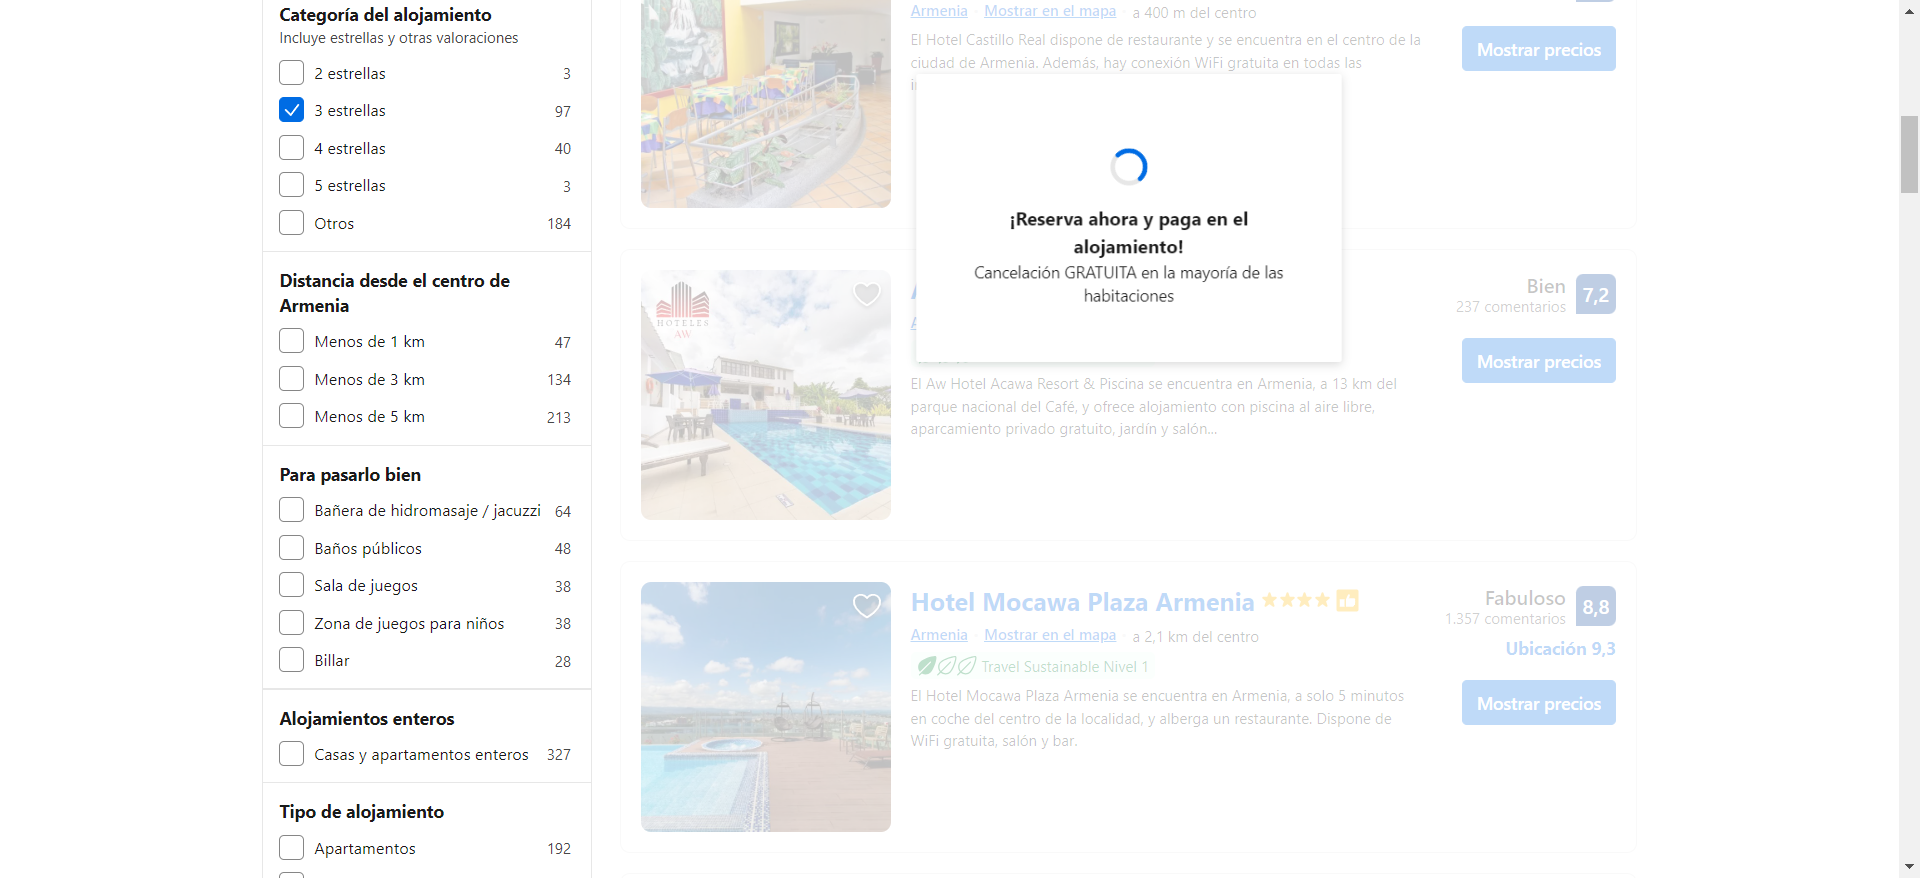 Categoría del alojamiento
Incluye estrellas y otras valoraciones
2 estrellas 3
3 estrellas 97
4 estrellas 40
5 estrellas 3
Otros 184
Distancia desde el centro de
Armenia
Menos de 1 km 47
Menos de 3 km 134
Menos de 5 km 213
Para pasarlo bien
Bañera de hidromasaje / jacuzzi 64
Baños públicos 48
Sala de juegos 38
Zona de juegos para niños 38
Billar 28
Alojamientos enteros
Casas y apartamentos enteros 327
Tipo de alojamiento
Apartamentos 192
Armenia · Mostrar en el mapa · a 400 m del centro
El Hotel Castillo Real dispone de restaurante y se encuentra en el centro de la
ciudad de Armenia. Además, hay conexión WiFi gratuita en todas las
Mostrar precios
¡Reserva ahora y paga en el
alojamiento!
Cancelación GRATUITA en la mayoría de las
habitaciones
HOTELES
AW
Bien 7,2
237 comentarios
Mostrar precios
El Aw Hotel Acawa Resort & Piscina se encuentra en Armenia, a 13 km del
parque nacional del Café, y ofrece alojamiento con piscina al aire libre,
aparcamiento privado gratuito, jardín y salón...
Hotel Mocawa Plaza Armenia
Armenia · Mostrar en el mapa · a 2,1 km del centro
Travel Sustainable Nivel 1
El Hotel Mocawa Plaza Armenia se encuentra en Armenia, a solo 5 minutos
en coche del centro de la localidad, y alberga un restaurante. Dispone de
WiFi gratuita, salón y bar.
Fabuloso 8,8
1.357 comentarios
Ubicación 9,3
Mostrar precios